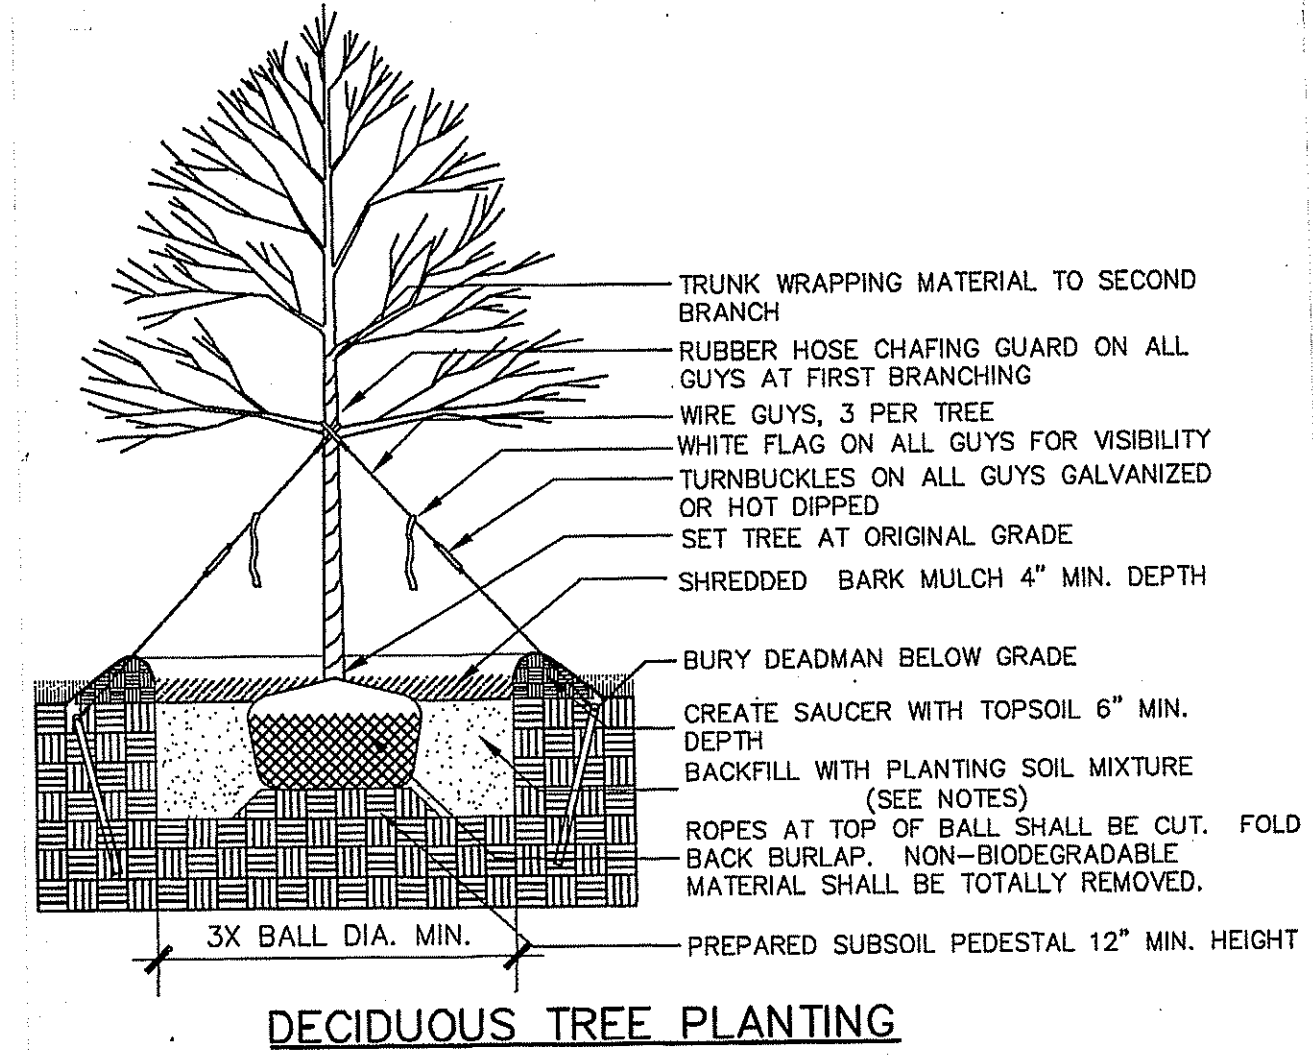 TRUNK WRAPPING MATERIAL TO SECOND
BRANCH
RUBBER HOSE CHAFING GUARD ON ALL
GUYS AT FIRST BRANCHING
WIRE GUYS, 3 PER TREE
WHITE FLAG ON ALL GUYS FOR VISIBILITY
TURNBUCKLES ON ALL GUYS GALVANIZED
OR HOT DIPPED
SET TREE AT ORIGINAL GRADE
SHREDDED BARK MULCH 4" MIN. DEPTH
BURY DEADMAN BELOW GRADE
CREATE SAUCER WITH TOPSOIL 6" MIN.
DEPTH
BACKFILL WITH PLANTING SOIL MIXTURE
(SEE NOTES)
ROPES AT TOP OF BALL SHALL BE CUT. FOLD
BACK BURLAP. NON-BIODEGRADABLE
MATERIAL SHALL BE TOTALLY REMOVED.
PREPARED SUBSOIL PEDESTAL 12" MIN. HEIGHT
3X BALL DIA. MIN.
DECIDUOUS TREE PLANTING